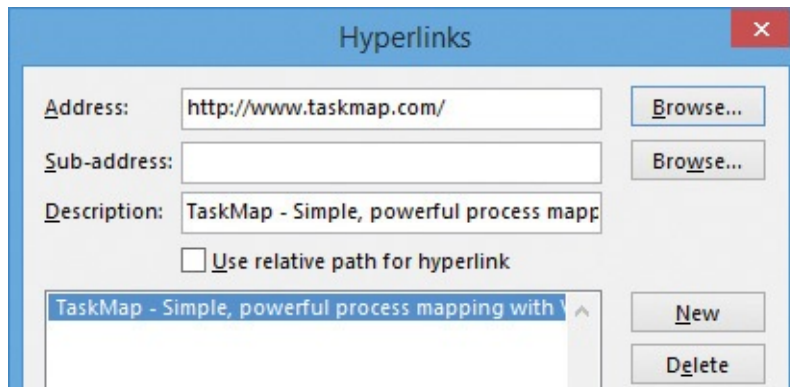 Hyperlinks
Address: http://www.taskmap.com/ Browse...
Sub-address: Browse...
Description: TaskMap - Simple, powerful process mapp
Use relative path for hyperlink
TaskMap - Simple, powerful process mapping with
New
Delete